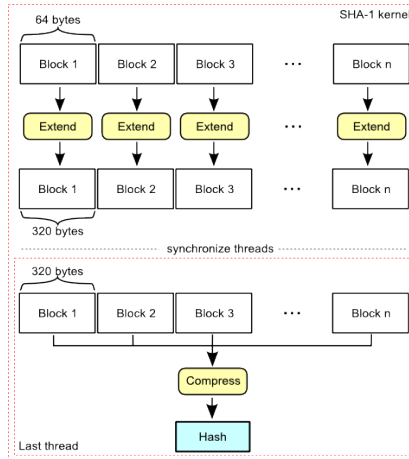 SHA-1 kernel
64 bytes
Block 1 Block 2 Block 3 ... Block n
Extend Extend Extend ... Extend
Block 1 Block 2 Block 3 ... Block n
320 bytes
synchronize threads
320 bytes
Block 1 Block 2 Block 3 ... Block n
Compress
Hash
Last thread